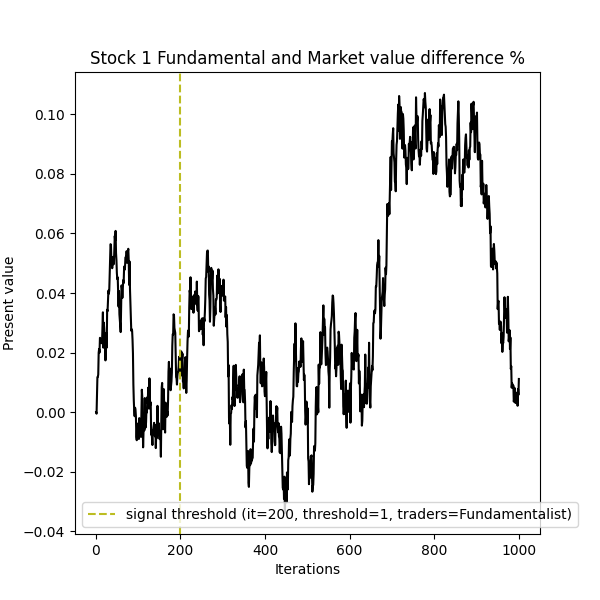 Stock 1 Fundamental and Market value difference %
Present value
0.10
0.08
0.06
0.04
0.02
0.00
−0.02
−0.04
signal threshold (it=200, threshold=1, traders=Fundamentalist)
0 200 400 600 800 1000
Iterations